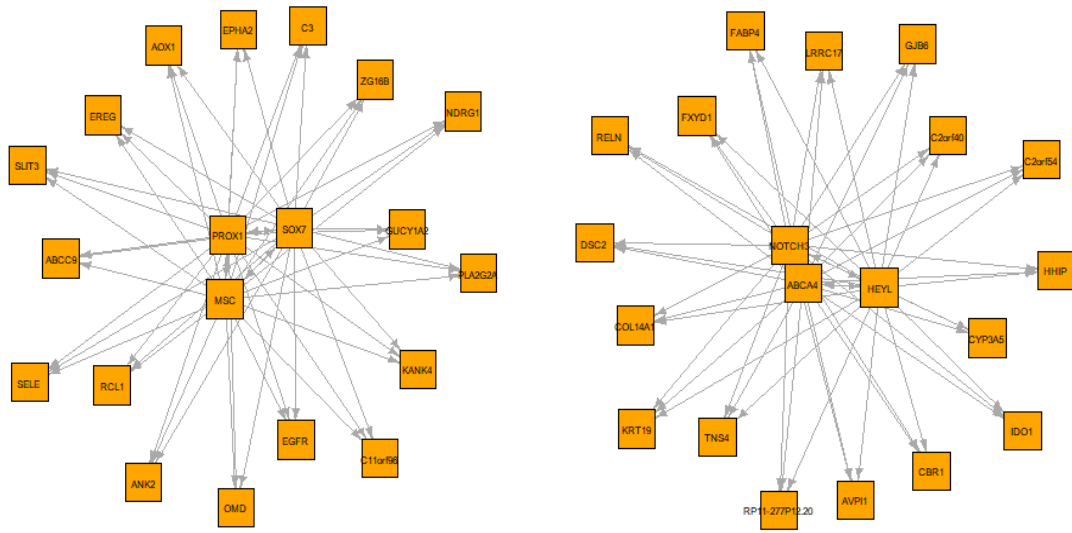 EPHA2
C3
AOX1
ZG16B
EREG
NDRG1
SLIT3
PROX1
SOX7
GUCY1A2
ABCC9
PLA2G2A
MSC
SELE
RCL1
KANK4
EGFR
C11orf96
ANK2
OMD
FABP4
LRRC17
GJB6
FXYD1
RELN
C2orf40
C2orf54
DSC2
NOTCH3
HHIP
ABCA4
HEYL
COL14A1
CYP3A5
KRT19
TNS4
IDO1
CBR1
AVPI1
RP11-277P12.20